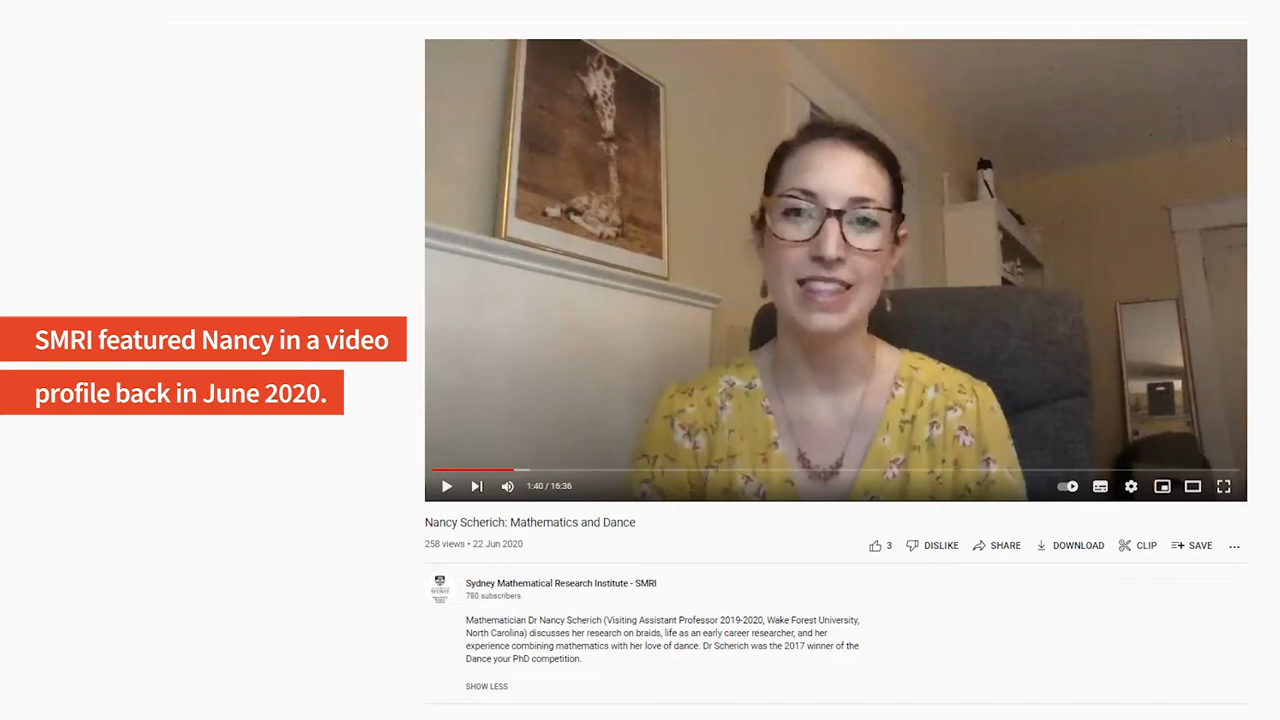 SMRI featured Nancy in a video
profile back in June 2020.
1:40 / 16:36
Nancy Scherich: Mathematics and Dance
258 views • 22 Jun 2020
3 DISLIKE SHARE DOWNLOAD CLIP SAVE ...
Sydney Mathematical Research Institute - SMRI
780 subscribers
Mathematician Dr Nancy Scherich (Visiting Assistant Professor 2019-2020, Wake Forest University,
North Carolina) discusses her research on braids, life as an early career researcher, and her
experience combining mathematics with her love of dance. Dr Scherich was the 2017 winner of the
Dance your PhD competition.
SHOW LESS